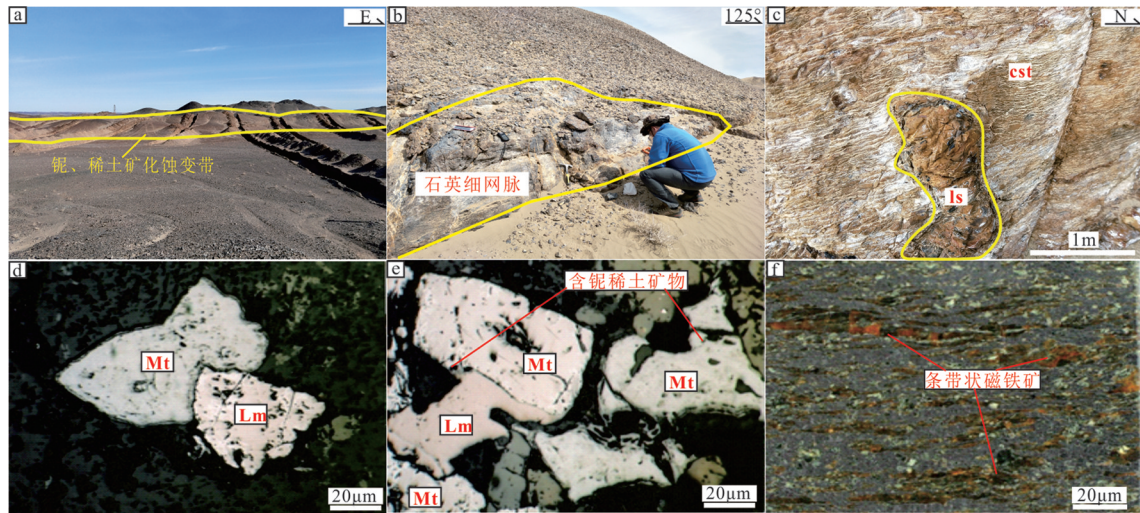 a
E
铌、稀土矿化蚀变带
b
125°
石英细网脉
c
N
cst
ls
1m
d
Mt
Lm
20μm
e
含铌稀土矿物
Mt
Mt
Lm
Mt
20μm
f
条带状磁铁矿
20μm